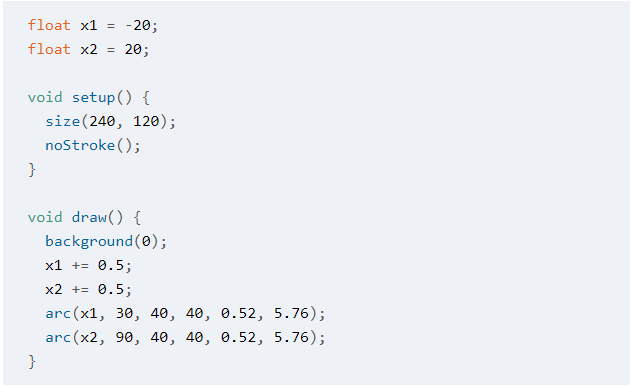 float x1 = -20;
float x2 = 20;

void setup() {
  size(240, 120);
  noStroke();
}

void draw() {
  background(0);
  x1 += 0.5;
  x2 += 0.5;
  arc(x1, 30, 40, 40, 0.52, 5.76);
  arc(x2, 90, 40, 40, 0.52, 5.76);
}